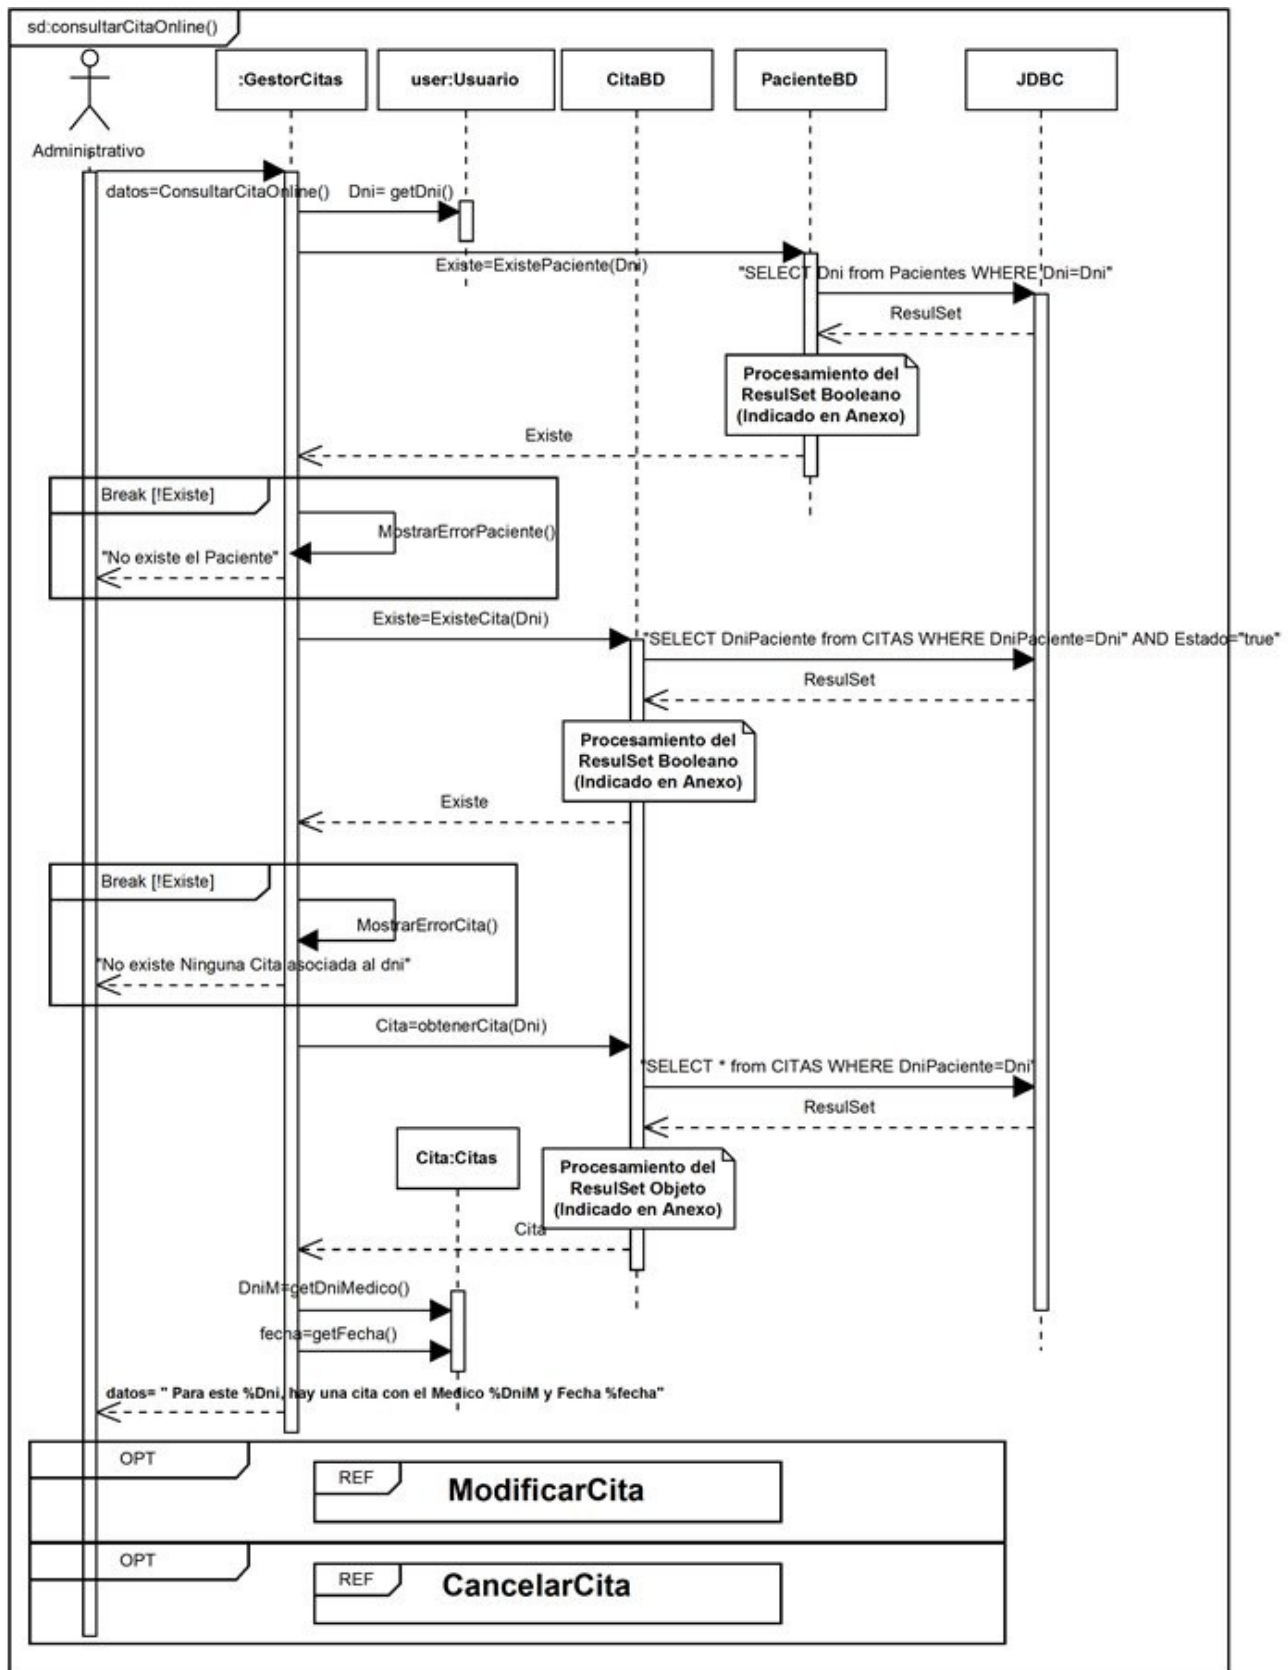 sd:consultarCitaOnline()
:GestorCitas
user:Usuario
CitaBD
PacienteBD
JDBC
Administrativo
datos=ConsultarCitaOnline()
Dni= getDni()
Existe=ExistePaciente(Dni)
"SELECT Dni from Pacientes WHERE Dni=Dni"
ResulSet
Procesamiento del
ResulSet Booleano
(Indicado en Anexo)
Existe
Break [!Existe]
MostrarErrorPaciente()
"No existe el Paciente"
Existe=ExisteCita(Dni)
"SELECT DniPaciente from CITAS WHERE DniPaciente=Dni" AND Estado="true"
ResulSet
Procesamiento del
ResulSet Booleano
(Indicado en Anexo)
Existe
Break [!Existe]
MostrarErrorCita()
"No existe Ninguna Cita asociada al dni"
Cita=obtenerCita(Dni)
"SELECT * from CITAS WHERE DniPaciente=Dni"
ResulSet
Cita:Citas
Procesamiento del
ResulSet Objeto
(Indicado en Anexo)
Cita
DniM=getDniMedico()
fecha=getFecha()
datos= " Para este %Dni, hay una cita con el Medico %DniM y Fecha %fecha"
OPT
REF
ModificarCita
OPT
REF
CancelarCita